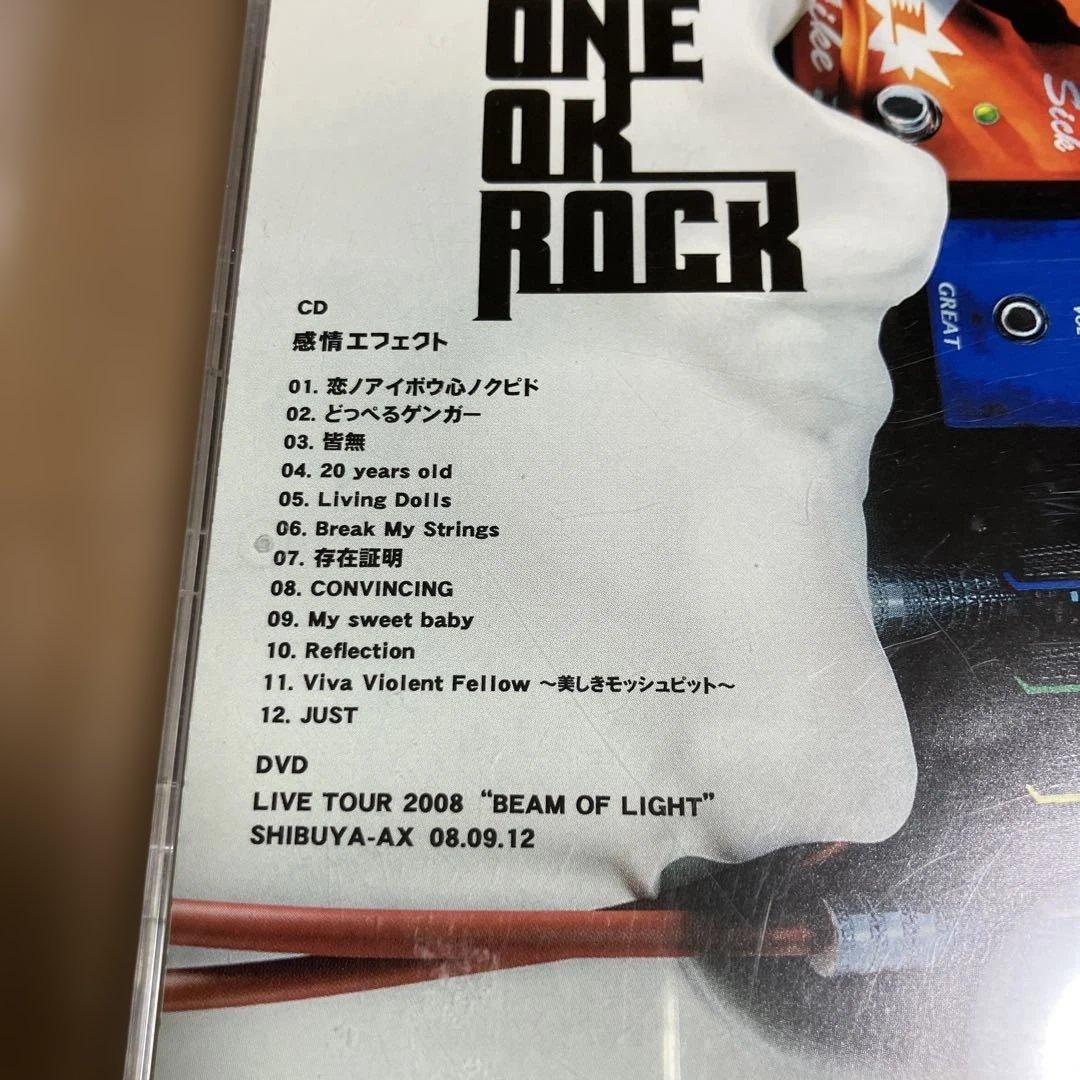 ONE
OK
ROCK
ike
Sick
GREAT
CD
感情エフェクト
01. 恋ノアイボウ心ノクピド
02. どっぺるゲンガー
03. 皆無
04. 20 years old
05. Living Dolls
06. Break My Strings
07. 存在証明
08. CONVINCING
09. My sweet baby
10. Reflection
11. Viva Violent Fellow ～美しきモッシュピット～
12. JUST
DVD
LIVE TOUR 2008 “BEAM OF LIGHT”
SHIBUYA-AX 08.09.12